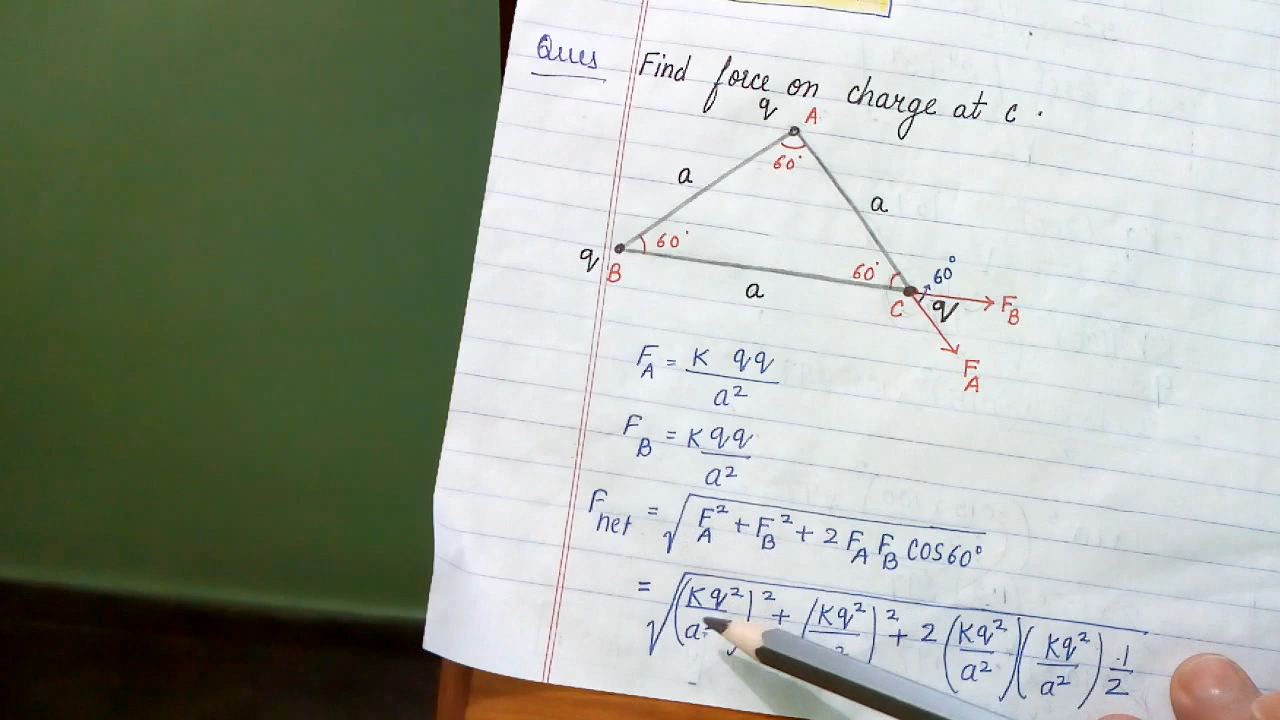 Ques Find force on charge at c.
q A
60°
a a
q B 60° 60° 60°
a C q F_B
F_A
F_A = K qq / a²
F_B = K qq / a²
F_net = √(F_A² + F_B² + 2 F_A F_B cos60°)
= √((Kq²/a²)² + (Kq²/ ²)² + 2 (Kq²/a²)(Kq²/a²) 1/2